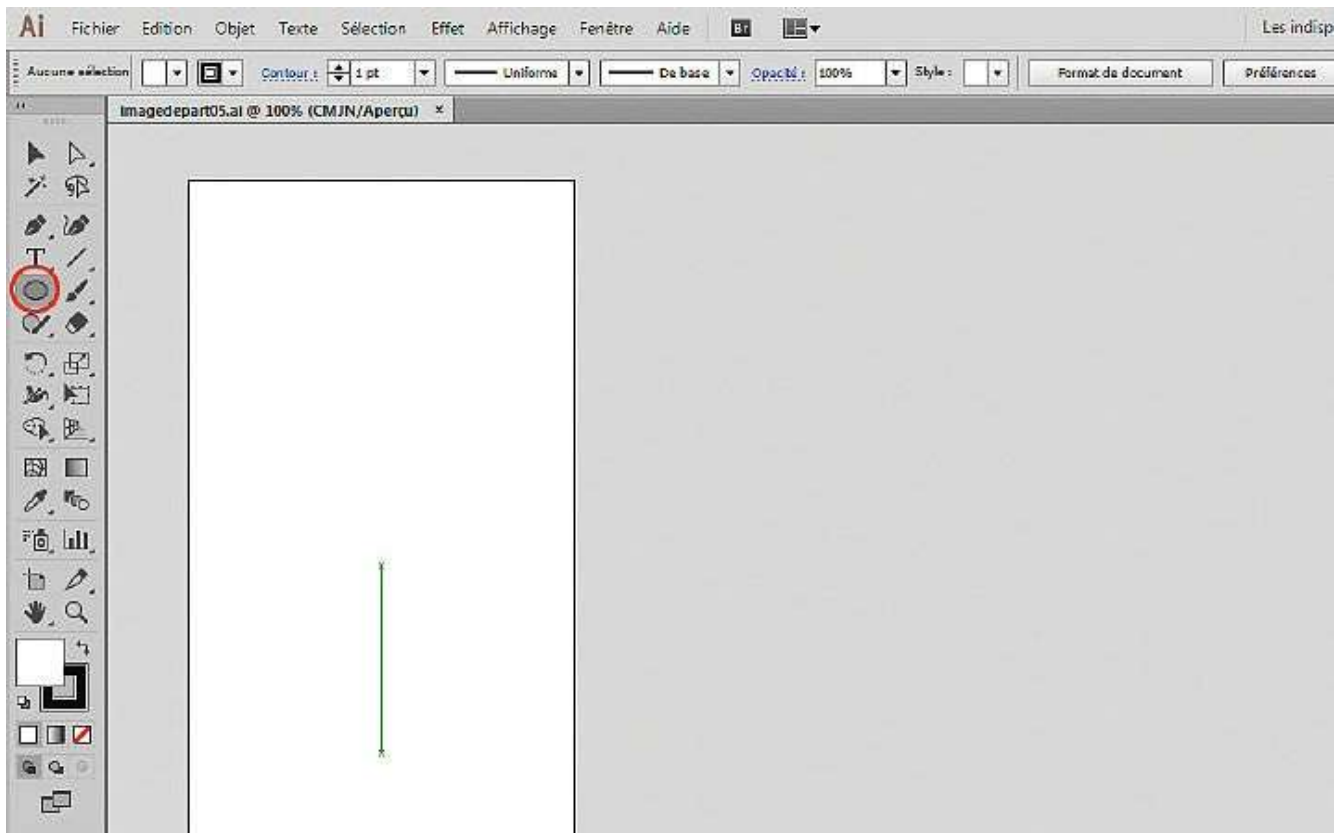 Ai Fichier Edition Objet Texte Sélection Effet Affichage Fenêtre Aide Br Les indisp
Aucune sélection Contour : 1 pt Uniforme De base Opacité : 100% Style : Format de document Préférences
imagedepart05.ai @ 100% (CMJN/Aperçu) ×